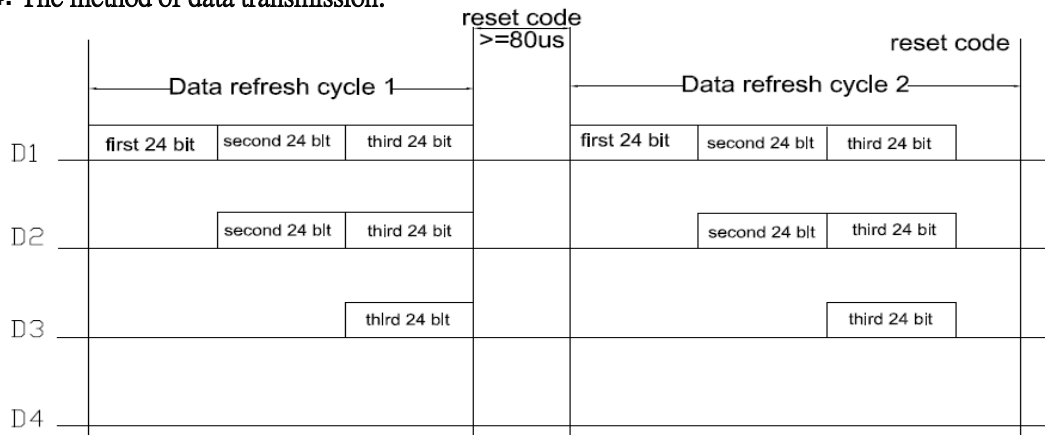 4. The method of data transmission:
reset code
>=80us
reset code
Data refresh cycle 1
Data refresh cycle 2
D1
first 24 bit
second 24 blt
third 24 bit
first 24 bit
second 24 blt
third 24 bit
D2
second 24 blt
third 24 bit
second 24 blt
third 24 bit
D3
thlrd 24 blt
third 24 bit
D4